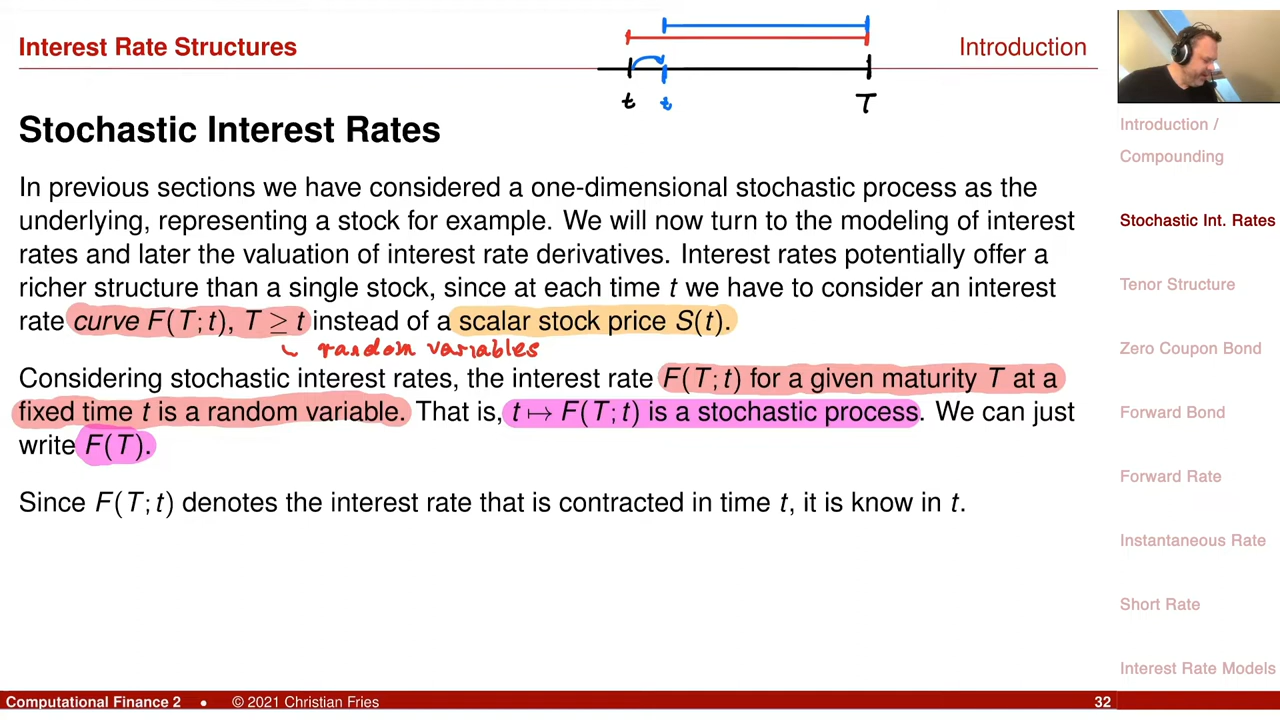 Interest Rate Structures
Introduction
t
t
T
Stochastic Interest Rates
In previous sections we have considered a one-dimensional stochastic process as the
underlying, representing a stock for example. We will now turn to the modeling of interest
rates and later the valuation of interest rate derivatives. Interest rates potentially offer a
richer structure than a single stock, since at each time t we have to consider an interest
rate curve F(T; t), T ≥ t instead of a scalar stock price S(t).
random variables
Considering stochastic interest rates, the interest rate F(T; t) for a given maturity T at a
fixed time t is a random variable. That is, t ↦ F(T; t) is a stochastic process. We can just
write F(T).
Since F(T; t) denotes the interest rate that is contracted in time t, it is know in t.
Introduction /
Compounding
Stochastic Int. Rates
Tenor Structure
Zero Coupon Bond
Forward Bond
Forward Rate
Instantaneous Rate
Short Rate
Interest Rate Models
Computational Finance 2 • © 2021 Christian Fries
32